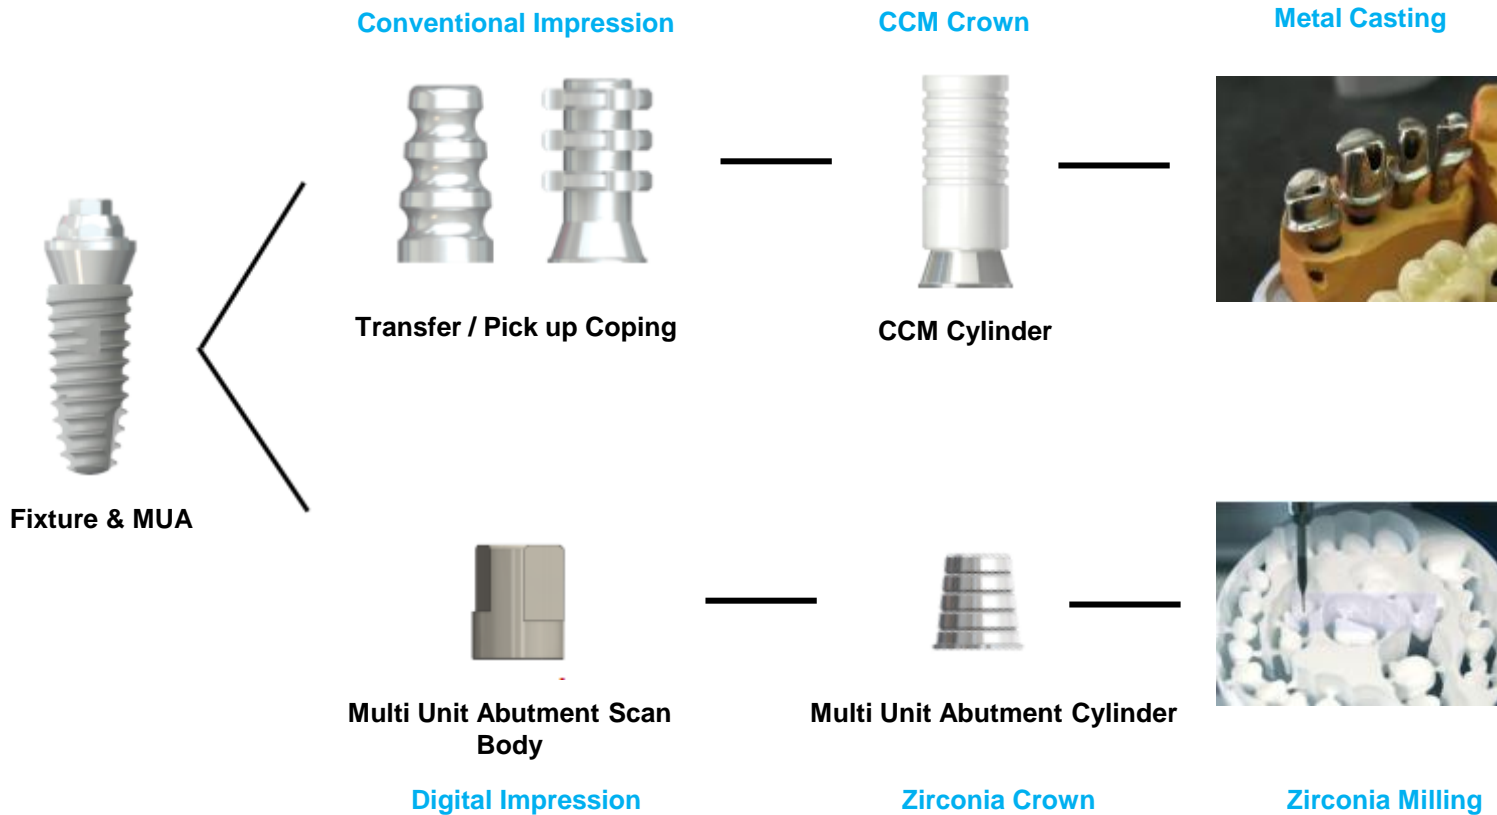 Conventional Impression
CCM Crown
Metal Casting
Transfer / Pick up Coping
CCM Cylinder
Fixture & MUA
Multi Unit Abutment Scan
Body
Multi Unit Abutment Cylinder
Digital Impression
Zirconia Crown
Zirconia Milling